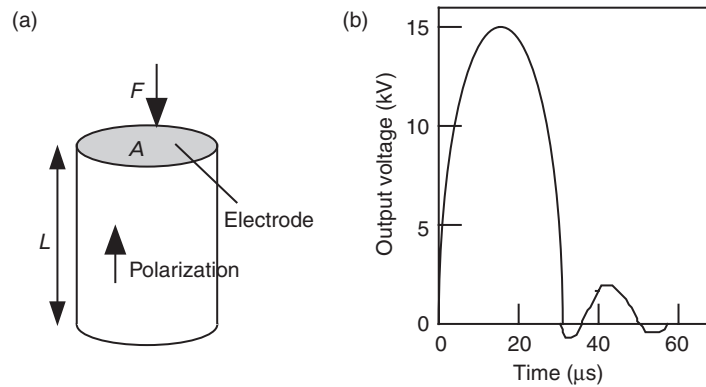 (a)
F
A
Electrode
L
Polarization
(b)
Output voltage (kV)
15
10
5
0
0 20 40 60
Time (μs)